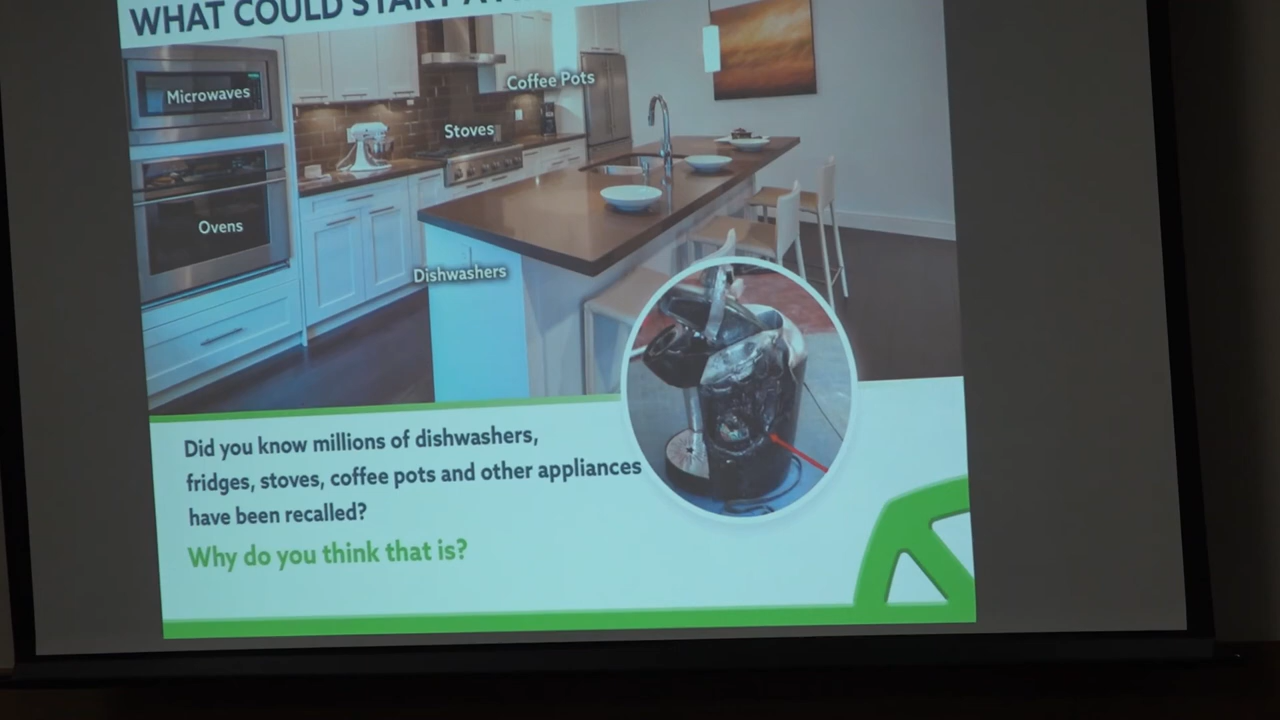 WHAT COULD START A
Coffee Pots
Microwaves
Stoves
Ovens
Dishwashers
Did you know millions of dishwashers,
fridges, stoves, coffee pots and other appliances
have been recalled?
Why do you think that is?